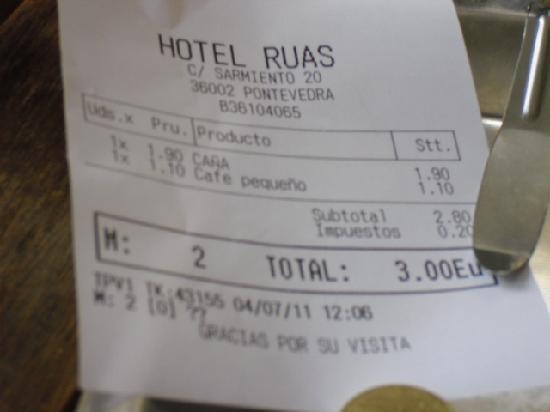 HOTEL RUAS
C/ SARMIENTO 20
36002 PONTEVEDRA
B36104065
Uds.x Pru. Producto Stt.
1x 1.90 CAÑA 1.90
1x 1.10 Cafe pequeño 1.10
Subtotal 2.80
Impuestos 0.20
M: 2 TOTAL: 3.00Eu
TPV1 TK:43155 04/07/11 12:06
M: 2 [0] ??
GRACIAS POR SU VISITA